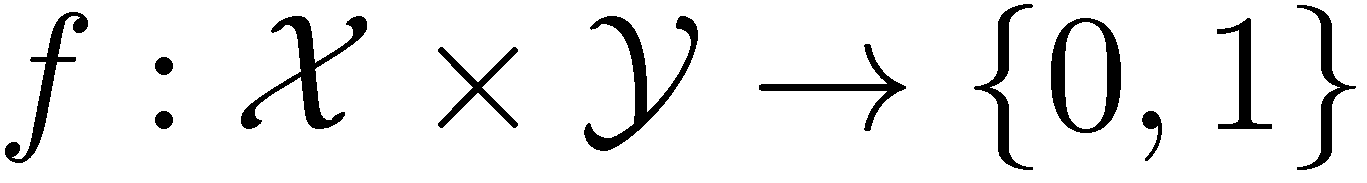 f : 𝒳 × 𝒴 → {0, 1}